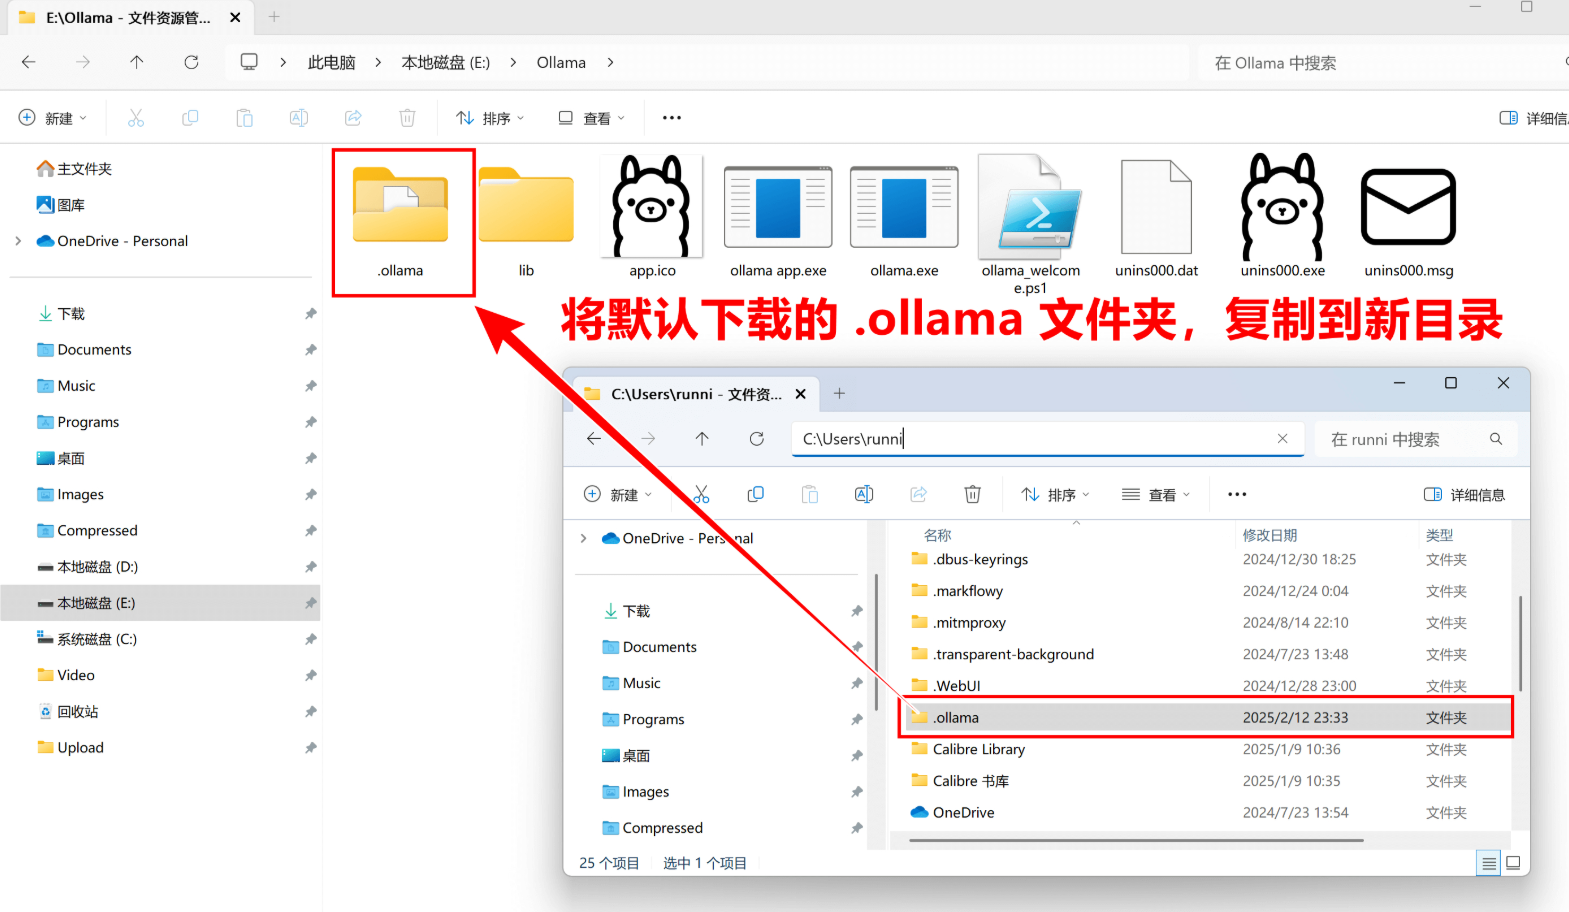 E:\Ollama - 文件资源管...
此电脑
本地磁盘 (E:)
Ollama
在 Ollama 中搜索
新建
排序
查看
详细信
主文件夹
图库
OneDrive - Personal
下载
Documents
Music
Programs
桌面
Images
Compressed
本地磁盘 (D:)
本地磁盘 (E:)
系统磁盘 (C:)
Video
回收站
Upload
.ollama
lib
app.ico
ollama app.exe
ollama.exe
ollama_welcom
e.ps1
unins000.dat
unins000.exe
unins000.msg
将默认下载的 .ollama 文件夹，复制到新目录
C:\Users\runni - 文件资...
C:\Users\runni
在 runni 中搜索
新建
排序
查看
详细信息
OneDrive - Personal
下载
Documents
Music
Programs
桌面
Images
Compressed
名称 修改日期 类型
.dbus-keyrings 2024/12/30 18:25 文件夹
.markflowy 2024/12/24 0:04 文件夹
.mitmproxy 2024/8/14 22:10 文件夹
.transparent-background 2024/7/23 13:48 文件夹
.WebUI 2024/12/28 23:00 文件夹
.ollama 2025/2/12 23:33 文件夹
Calibre Library 2025/1/9 10:36 文件夹
Calibre 书库 2025/1/9 10:35 文件夹
OneDrive 2024/7/23 13:54 文件夹
25 个项目 选中 1 个项目